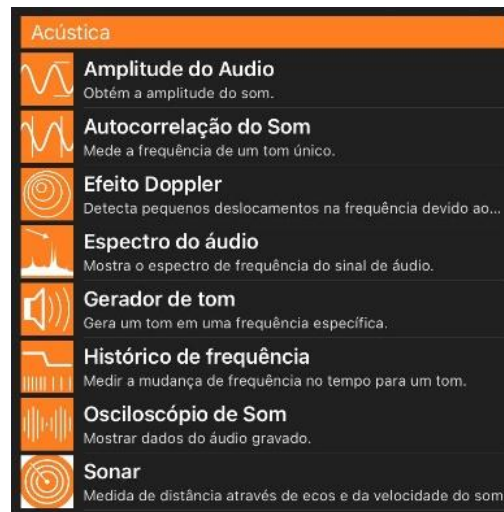 Acústica
Amplitude do Audio
Obtém a amplitude do som.
Autocorrelação do Som
Mede a frequência de um tom único.
Efeito Doppler
Detecta pequenos deslocamentos na frequência devido ao...
Espectro do áudio
Mostra o espectro de frequência do sinal de áudio.
Gerador de tom
Gera um tom em uma frequência específica.
Histórico de frequência
Medir a mudança de frequência no tempo para um tom.
Osciloscópio de Som
Mostrar dados do áudio gravado.
Sonar
Medida de distância através de ecos e da velocidade do som